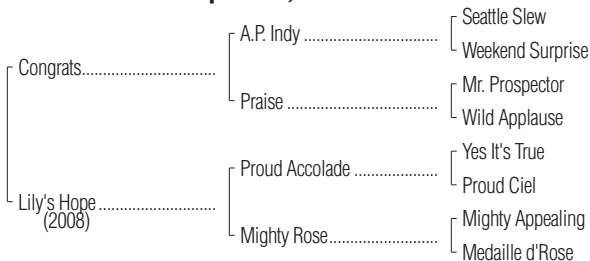 Seattle Slew
A.P. Indy ............................
Weekend Surprise
Congrats............................
Mr. Prospector
Praise ................................
Wild Applause
Yes It's True
Proud Accolade .................
Proud Ciel
Lily's Hope ........................
(2008)
Mighty Appealing
Mighty Rose......................
Medaille d'Rose